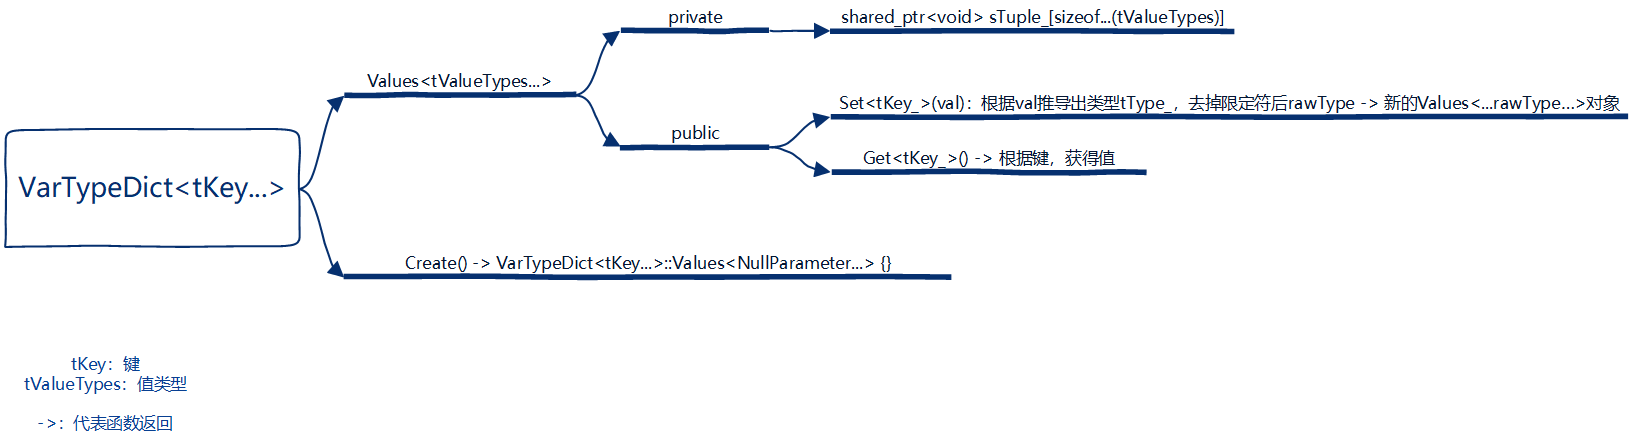 private
shared_ptr<void> sTuple_[sizeof...(tValueTypes)]
Values<tValueTypes...>
Set<tKey_>(val)：根据val推导出类型tType_，去掉限定符后rawType -> 新的Values<...rawType...>对象
public
Get<tKey_>() -> 根据键，获得值
VarTypeDict<tKey...>
Create() -> VarTypeDict<tKey...>::Values<NullParameter...> {}
tKey：键
tValueTypes：值类型
->：代表函数返回